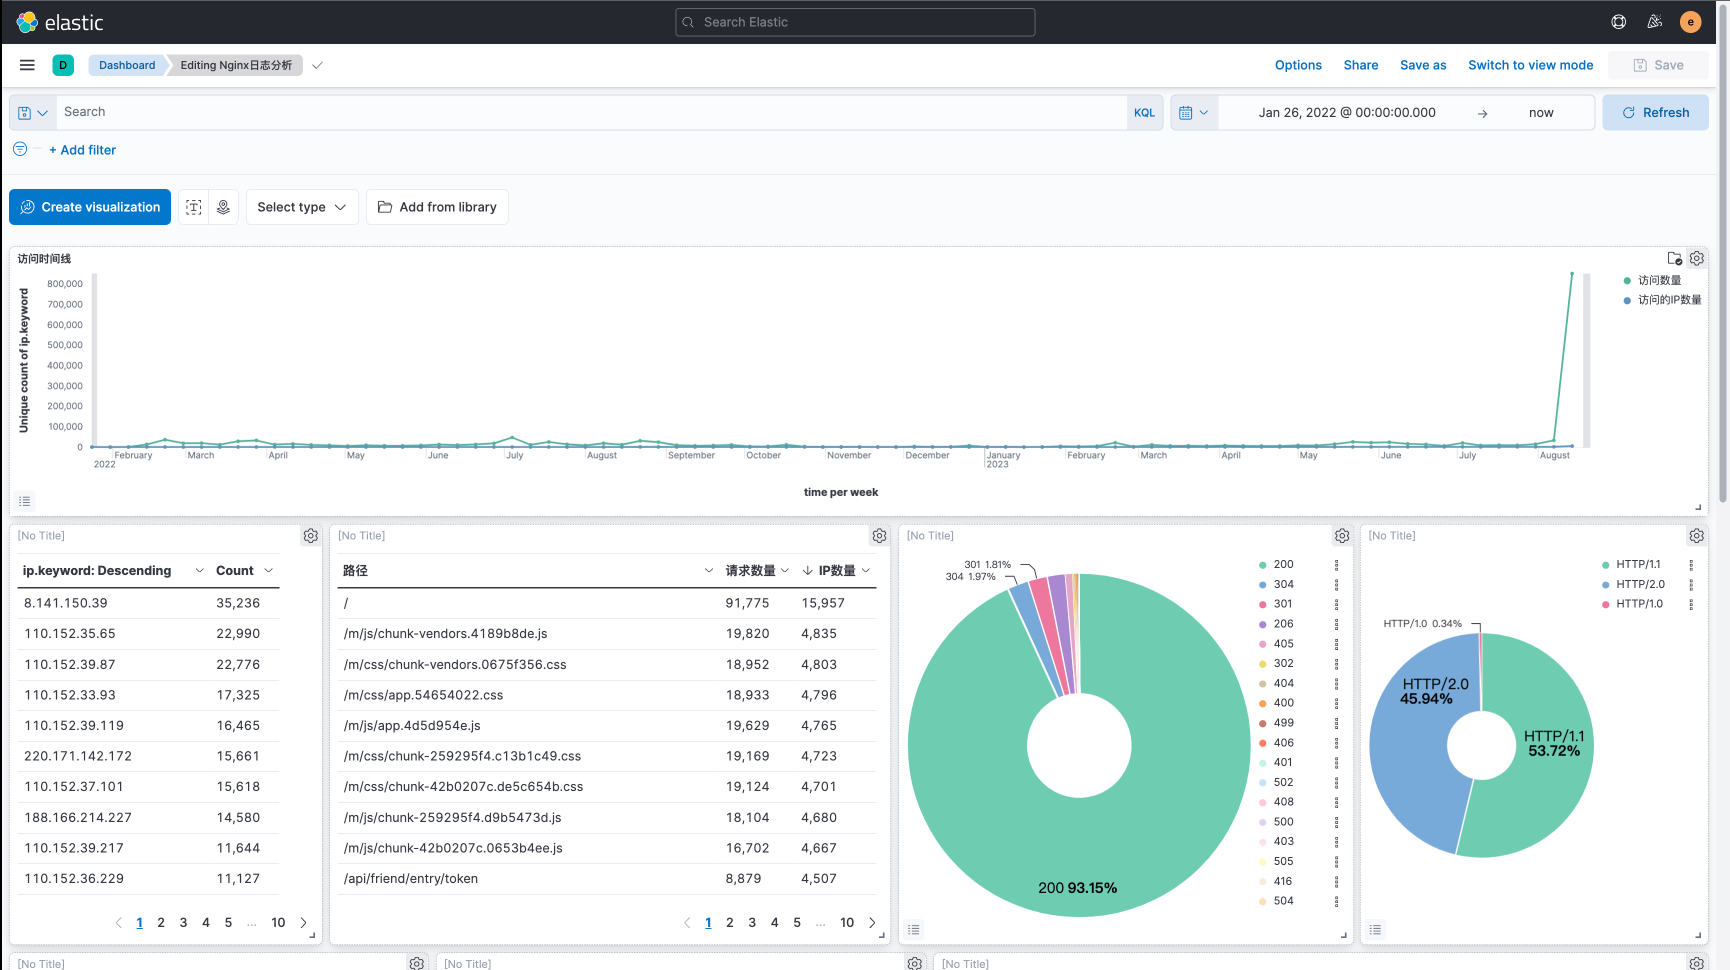 elastic
Search Elastic
e
D
Dashboard
Editing Nginx日志分析
Options
Share
Save as
Switch to view mode
Save
Search
KQL
Jan 26, 2022 @ 00:00:00.000
→
now
Refresh
+ Add filter
Create visualization
Select type
Add from library
访问时间线
Unique count of ip.keyword
800,000
700,000
600,000
500,000
400,000
300,000
200,000
100,000
0
February March April May June July August September October November December January February March April May June July August
2022 2023
time per week
访问数量
访问的IP数量
[No Title]
ip.keyword: Descending Count
8.141.150.39 35,236
110.152.35.65 22,990
110.152.39.87 22,776
110.152.33.93 17,325
110.152.39.119 16,465
220.171.142.172 15,661
110.152.37.101 15,618
188.166.214.227 14,580
110.152.39.217 11,644
110.152.36.229 11,127
1 2 3 4 5 ... 10
[No Title]
路径 请求数量 ↓ IP数量
/ 91,775 15,957
/m/js/chunk-vendors.4189b8de.js 19,820 4,835
/m/css/chunk-vendors.0675f356.css 18,952 4,803
/m/css/app.54654022.css 18,933 4,796
/m/js/app.4d5d954e.js 19,629 4,765
/m/css/chunk-259295f4.c13b1c49.css 19,169 4,723
/m/css/chunk-42b0207c.de5c654b.css 19,124 4,701
/m/js/chunk-259295f4.d9b5473d.js 18,104 4,680
/m/js/chunk-42b0207c.0653b4ee.js 16,702 4,667
/api/friend/entry/token 8,879 4,507
1 2 3 4 5 ... 10
[No Title]
301 1.81%
304 1.97%
200 93.15%
200
304
301
206
405
302
404
400
499
406
401
502
408
500
403
505
416
504
[No Title]
HTTP/1.1
HTTP/2.0
HTTP/1.0
HTTP/1.0 0.34%
HTTP/2.0
45.94%
HTTP/1.1
53.72%
[No Title]
[No Title]
[No Title]